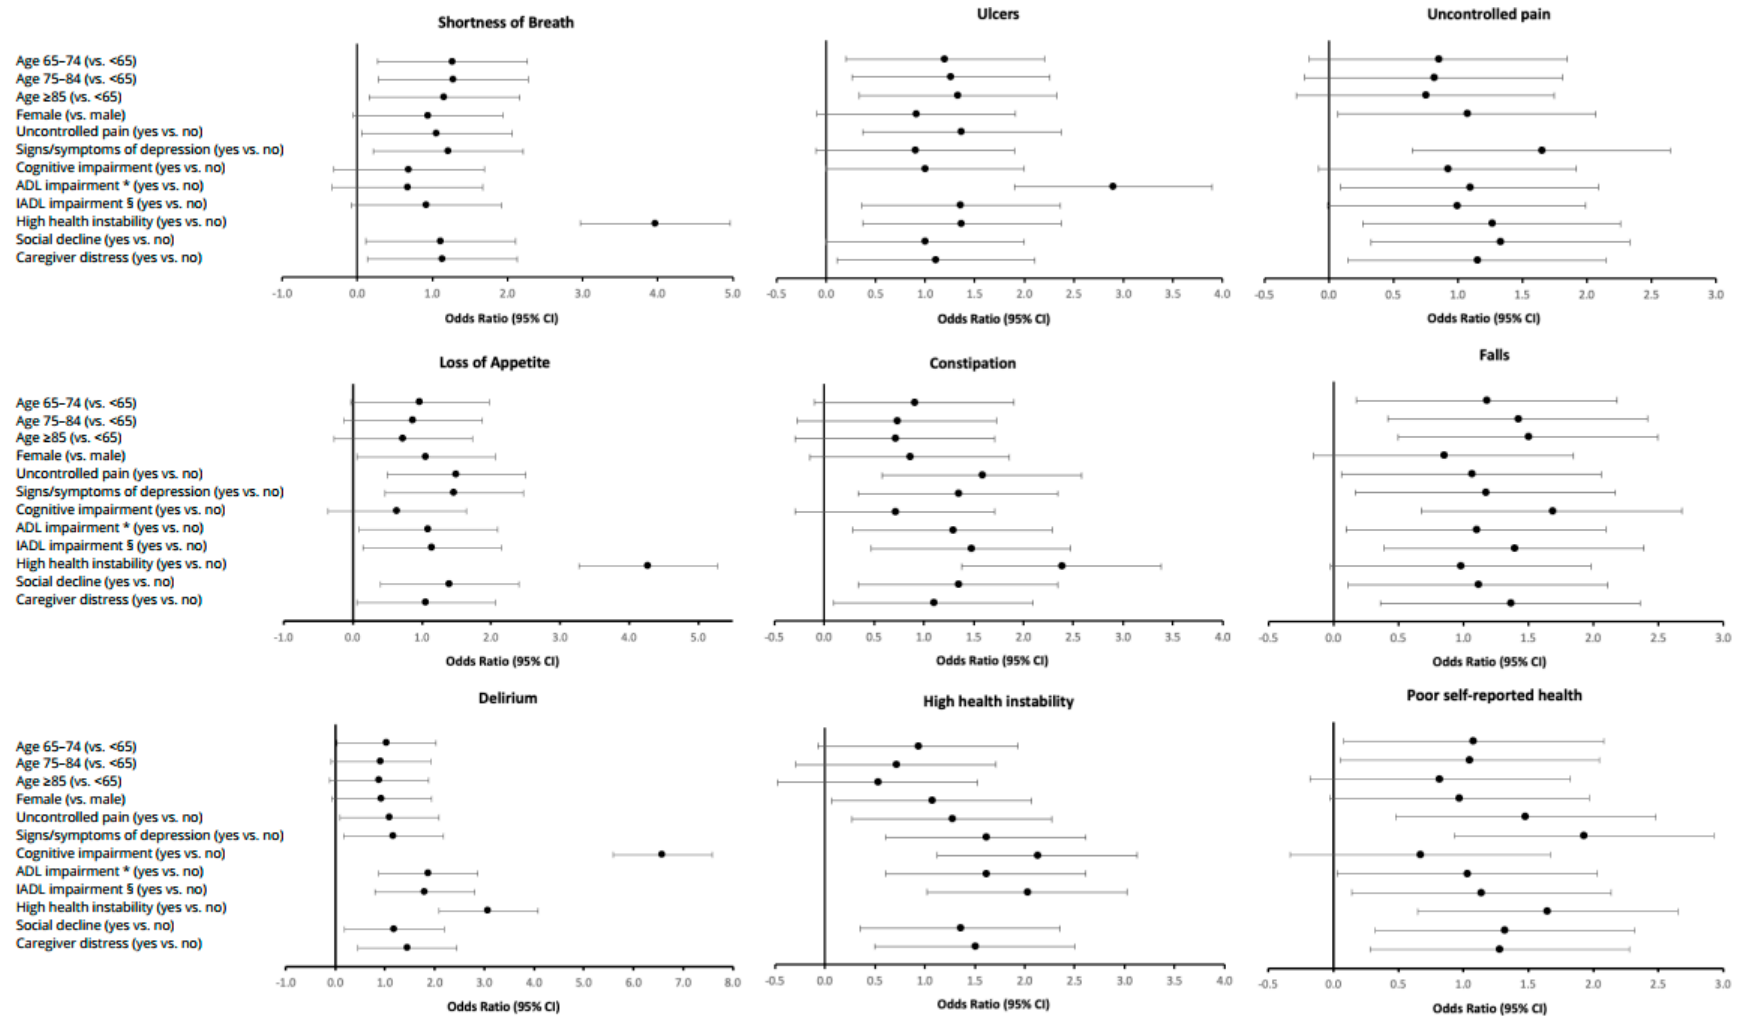 Shortness of Breath
Ulcers
Uncontrolled pain
Age 65–74 (vs. <65)
Age 75–84 (vs. <65)
Age ≥85 (vs. <65)
Female (vs. male)
Uncontrolled pain (yes vs. no)
Signs/symptoms of depression (yes vs. no)
Cognitive impairment (yes vs. no)
ADL impairment * (yes vs. no)
IADL impairment § (yes vs. no)
High health instability (yes vs. no)
Social decline (yes vs. no)
Caregiver distress (yes vs. no)
-1.0 0.0 1.0 2.0 3.0 4.0 5.0
Odds Ratio (95% CI)
-0.5 0.0 0.5 1.0 1.5 2.0 2.5 3.0 3.5 4.0
Odds Ratio (95% CI)
-0.5 0.0 0.5 1.0 1.5 2.0 2.5 3.0
Odds Ratio (95% CI)
Loss of Appetite
Constipation
Falls
Age 65–74 (vs. <65)
Age 75–84 (vs. <65)
Age ≥85 (vs. <65)
Female (vs. male)
Uncontrolled pain (yes vs. no)
Signs/symptoms of depression (yes vs. no)
Cognitive impairment (yes vs. no)
ADL impairment * (yes vs. no)
IADL impairment § (yes vs. no)
High health instability (yes vs. no)
Social decline (yes vs. no)
Caregiver distress (yes vs. no)
-1.0 0.0 1.0 2.0 3.0 4.0 5.0
Odds Ratio (95% CI)
-0.5 0.0 0.5 1.0 1.5 2.0 2.5 3.0 3.5 4.0
Odds Ratio (95% CI)
-0.5 0.0 0.5 1.0 1.5 2.0 2.5 3.0
Odds Ratio (95% CI)
Delirium
High health instability
Poor self-reported health
Age 65–74 (vs. <65)
Age 75–84 (vs. <65)
Age ≥85 (vs. <65)
Female (vs. male)
Uncontrolled pain (yes vs. no)
Signs/symptoms of depression (yes vs. no)
Cognitive impairment (yes vs. no)
ADL impairment * (yes vs. no)
IADL impairment § (yes vs. no)
High health instability (yes vs. no)
Social decline (yes vs. no)
Caregiver distress (yes vs. no)
-1.0 0.0 1.0 2.0 3.0 4.0 5.0 6.0 7.0 8.0
Odds Ratio (95% CI)
-0.5 0.0 0.5 1.0 1.5 2.0 2.5 3.0 3.5 4.0
Odds Ratio (95% CI)
-0.5 0.0 0.5 1.0 1.5 2.0 2.5 3.0
Odds Ratio (95% CI)